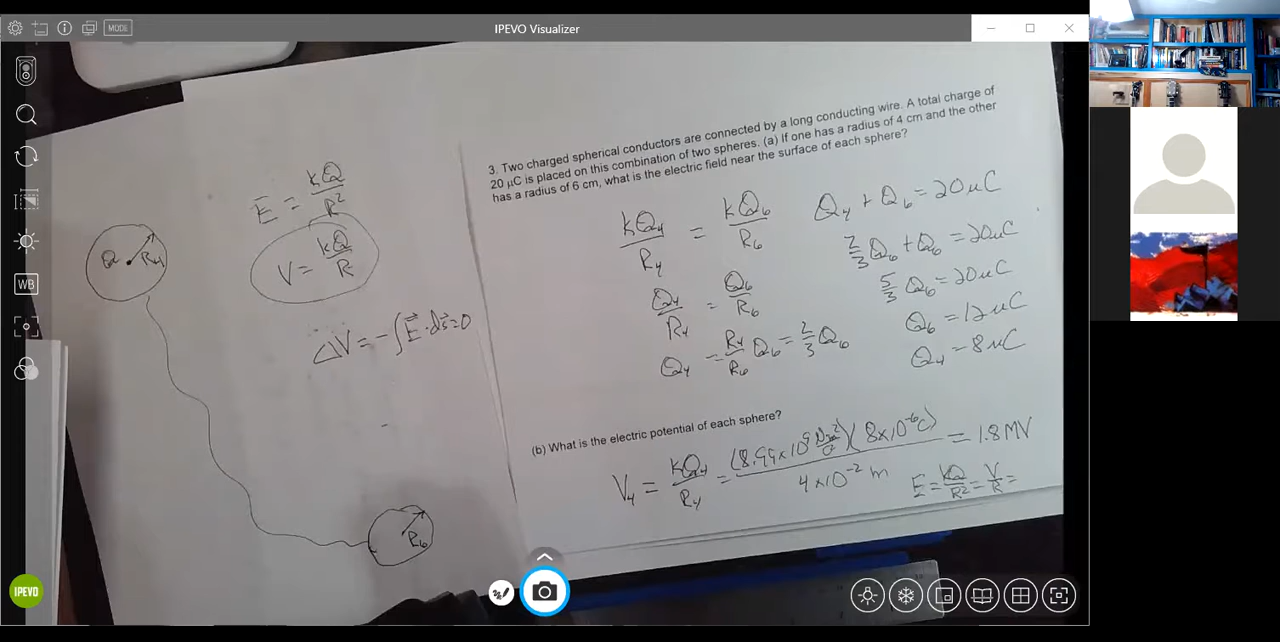 MODE
IPEVO Visualizer
WB
IPEVO
E = kQ/R²
V = kQ/R
Q
R₄
ΔV = -∫E⃗·ds⃗=0
R₆
3. Two charged spherical conductors are connected by a long conducting wire. A total charge of
20 μC is placed on this combination of two spheres. (a) If one has a radius of 4 cm and the other
has a radius of 6 cm, what is the electric field near the surface of each sphere?
kQ₄/R₄ = kQ₆/R₆
Q₄/R₄ = Q₆/R₆
Q₄ = R₄/R₆ Q₆ = 2/3 Q₆
Q₄ + Q₆ = 20μC
2/3 Q₆ + Q₆ = 20μC
5/3 Q₆ = 20μC
Q₆ = 12μC
Q₄ = 8μC
(b) What is the electric potential of each sphere?
V₄ = kQ₄/R₄ = (8.99×10⁹ Nm²/C²)(8×10⁻⁶C)/4×10⁻² m = 1.8MV
E = kQ/R² = V/R =